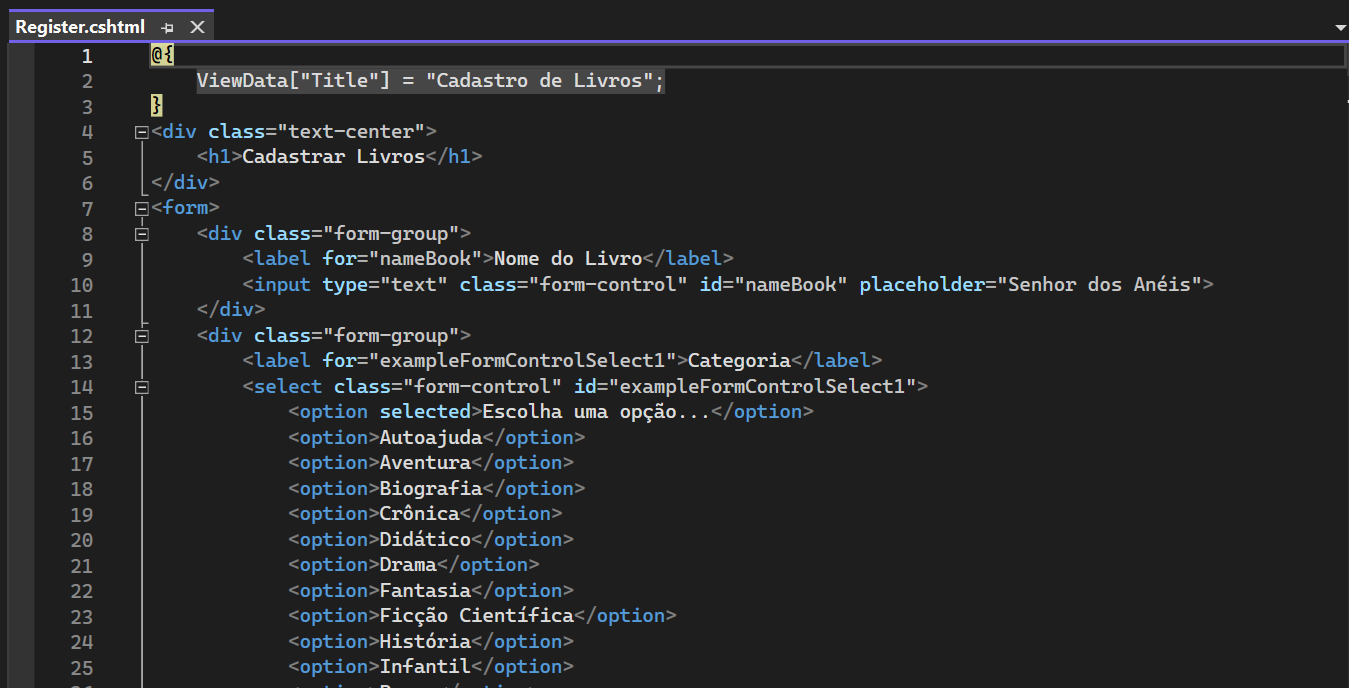 Register.cshtml
1 @{
2 ViewData["Title"] = "Cadastro de Livros";
3 }
4 <div class="text-center">
5 <h1>Cadastrar Livros</h1>
6 </div>
7 <form>
8 <div class="form-group">
9 <label for="nameBook">Nome do Livro</label>
10 <input type="text" class="form-control" id="nameBook" placeholder="Senhor dos Anéis">
11 </div>
12 <div class="form-group">
13 <label for="exampleFormControlSelect1">Categoria</label>
14 <select class="form-control" id="exampleFormControlSelect1">
15 <option selected>Escolha uma opção...</option>
16 <option>Autoajuda</option>
17 <option>Aventura</option>
18 <option>Biografia</option>
19 <option>Crônica</option>
20 <option>Didático</option>
21 <option>Drama</option>
22 <option>Fantasia</option>
23 <option>Ficção Científica</option>
24 <option>História</option>
25 <option>Infantil</option>